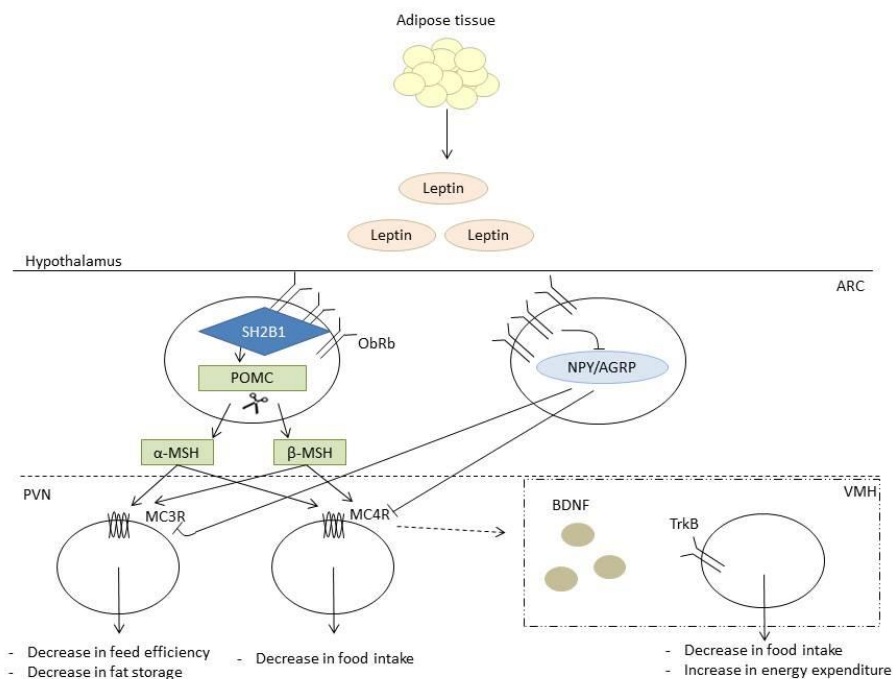 Adipose tissue
Leptin
Leptin Leptin
Hypothalamus
ARC
SH2B1
ObRb
POMC
NPY/AGRP
α-MSH β-MSH
PVN
VMH
MC3R
MC4R
BDNF
TrkB
- Decrease in feed efficiency
- Decrease in fat storage
- Decrease in food intake
- Decrease in food intake
- Increase in energy expenditure